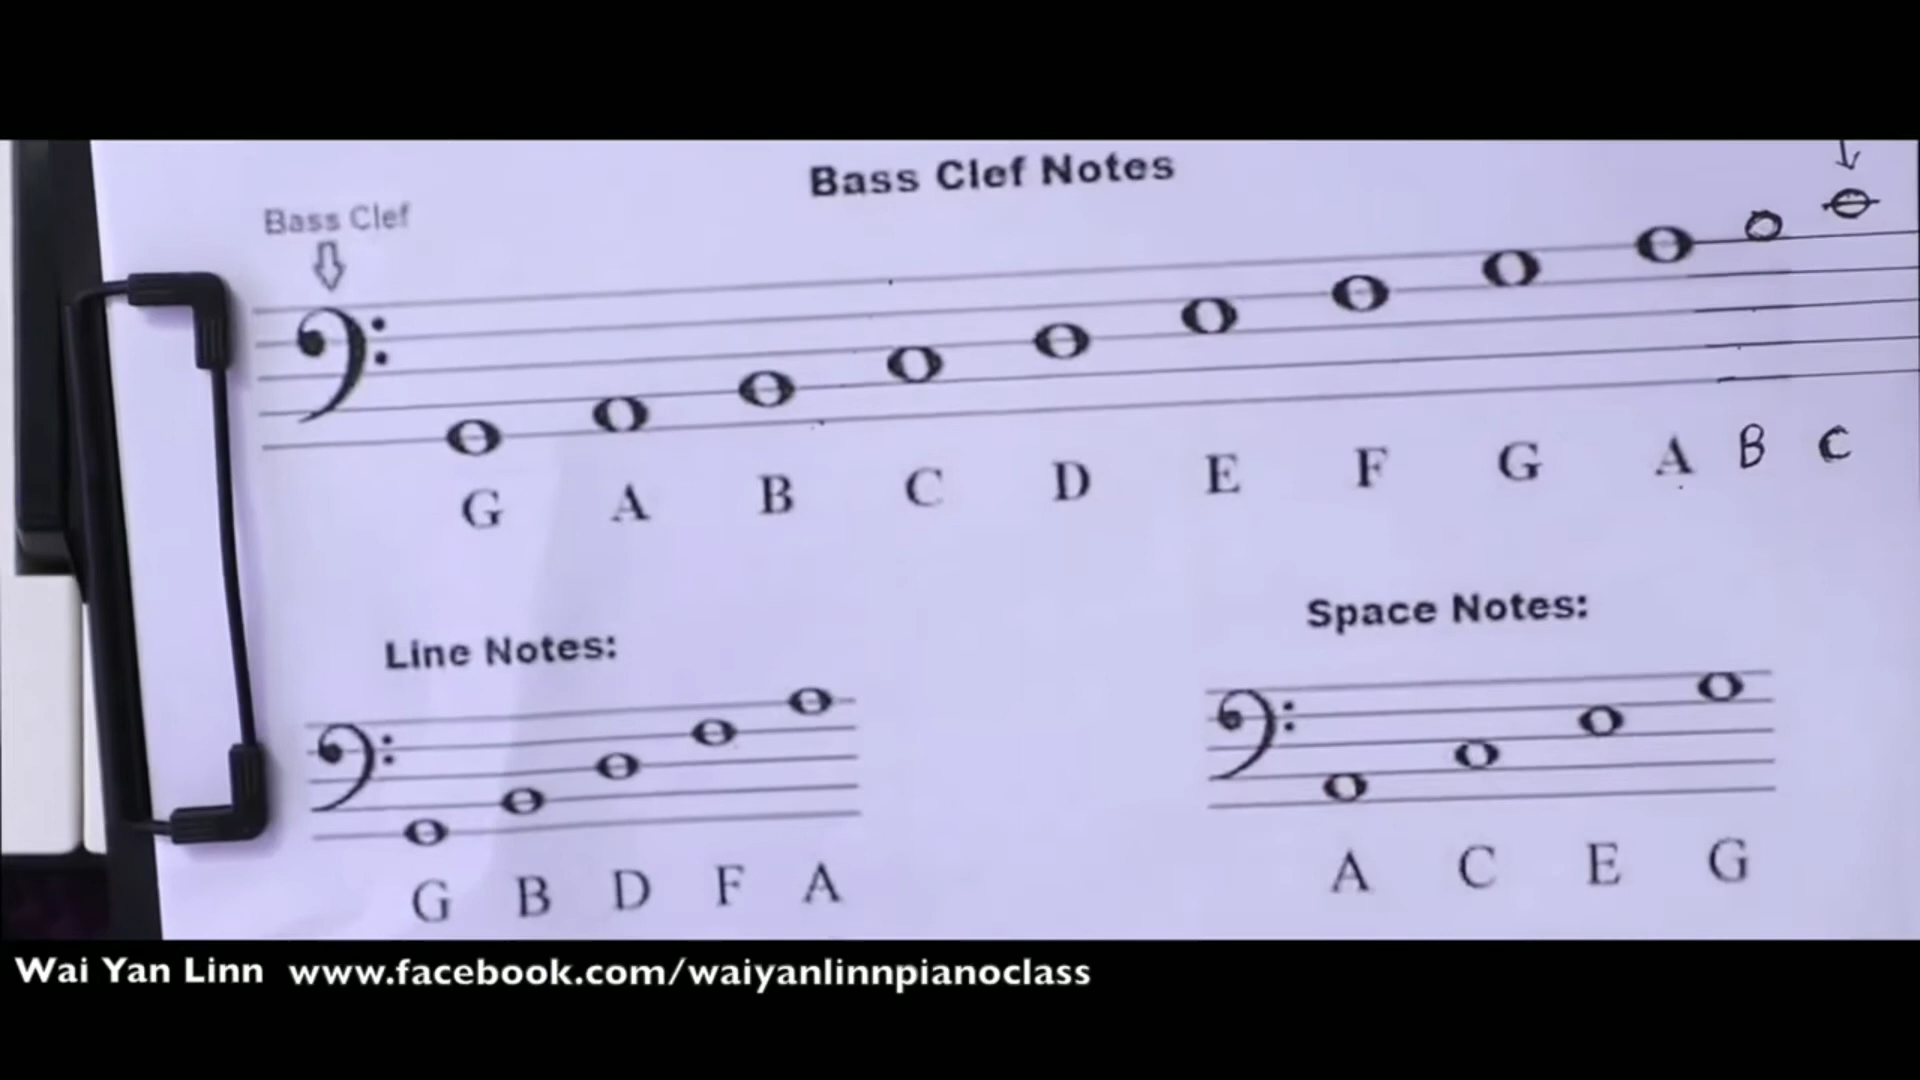 Bass Clef Notes
Bass Clef
G A B C D E F G A B C
Line Notes:
G B D F A
Space Notes:
A C E G
Wai Yan Linn www.facebook.com/waiyanlinnpianoclass